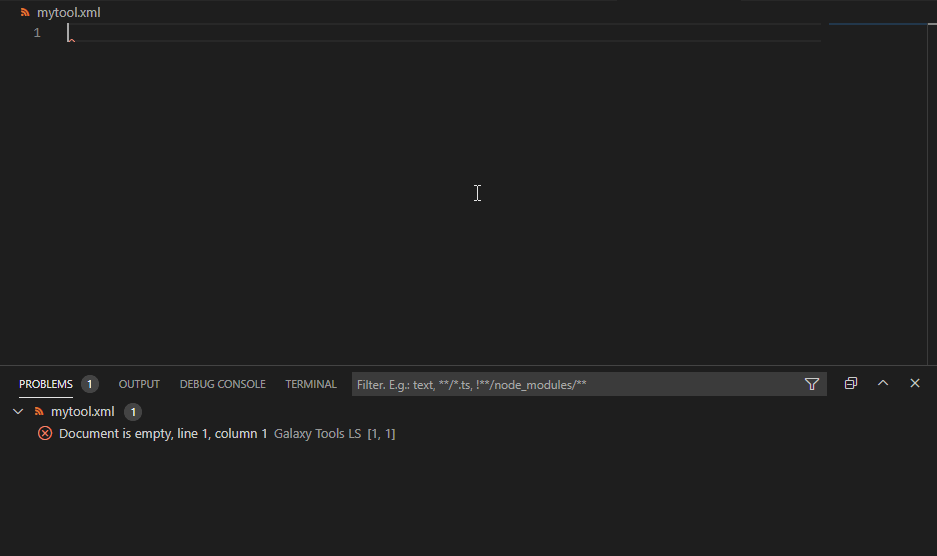 mytool.xml
1
PROBLEMS 1 OUTPUT DEBUG CONSOLE TERMINAL Filter. E.g.: text, **/*.ts, !**/node_modules/**
mytool.xml 1
Document is empty, line 1, column 1 Galaxy Tools LS [1, 1]